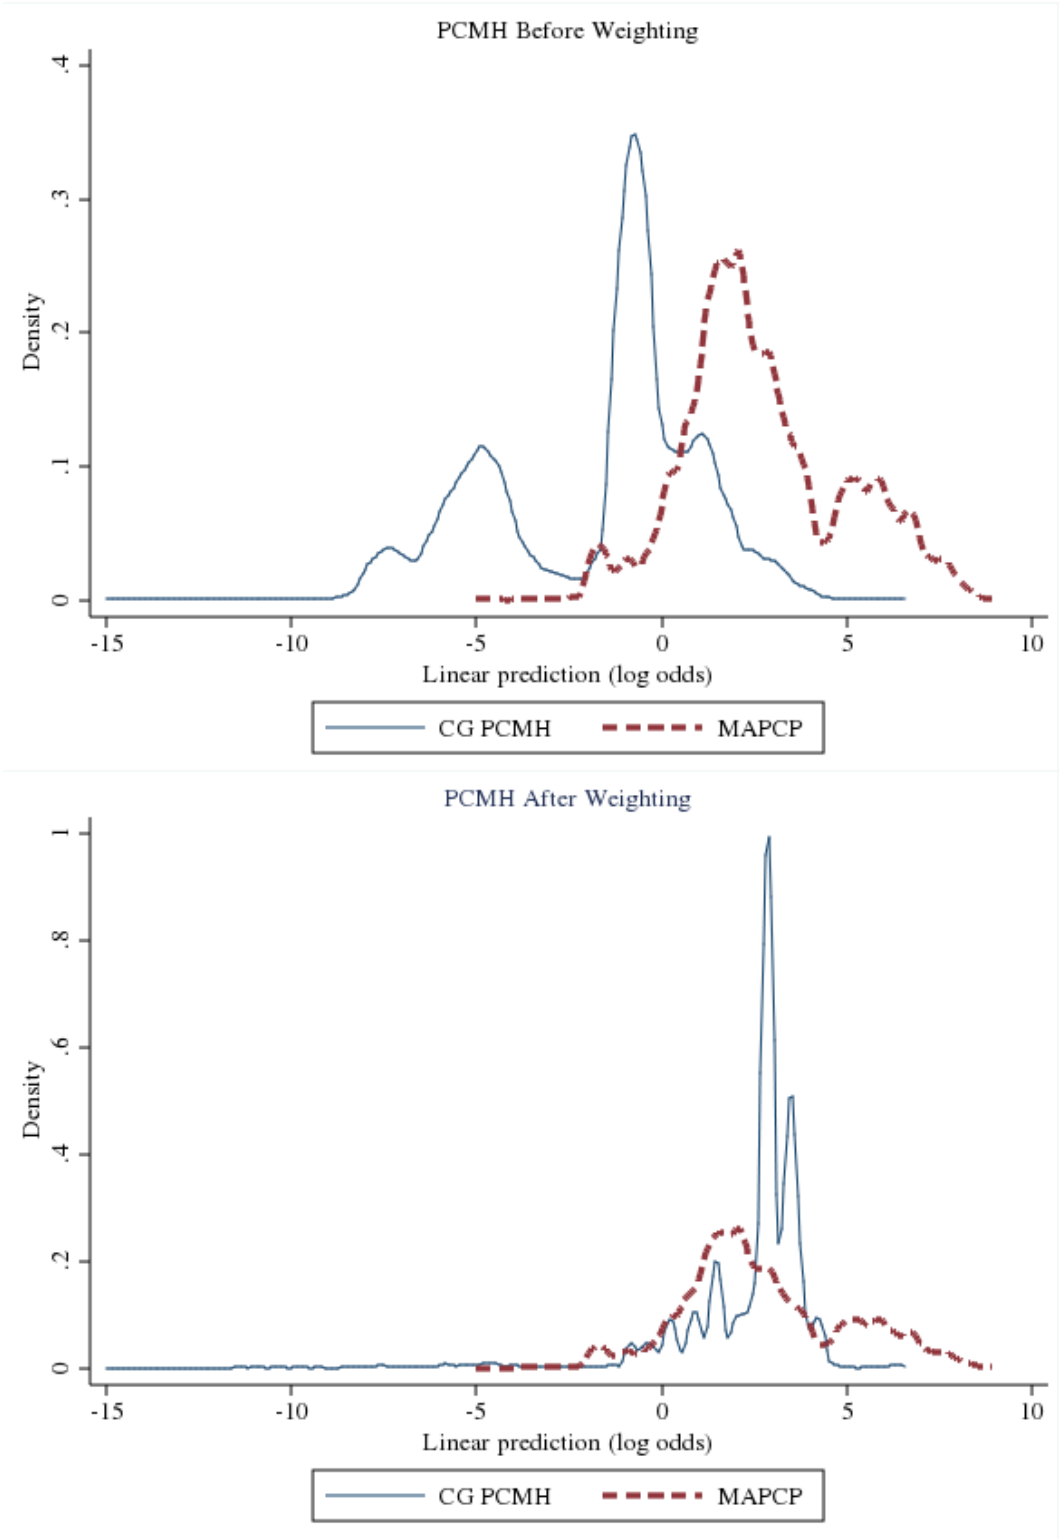 PCMH Before Weighting
.4
.3
.2
.1
0
Density
-15 -10 -5 0 5 10
Linear prediction (log odds)
CG PCMH MAPCP
PCMH After Weighting
1
.8
.6
.4
.2
0
Density
-15 -10 -5 0 5 10
Linear prediction (log odds)
CG PCMH MAPCP